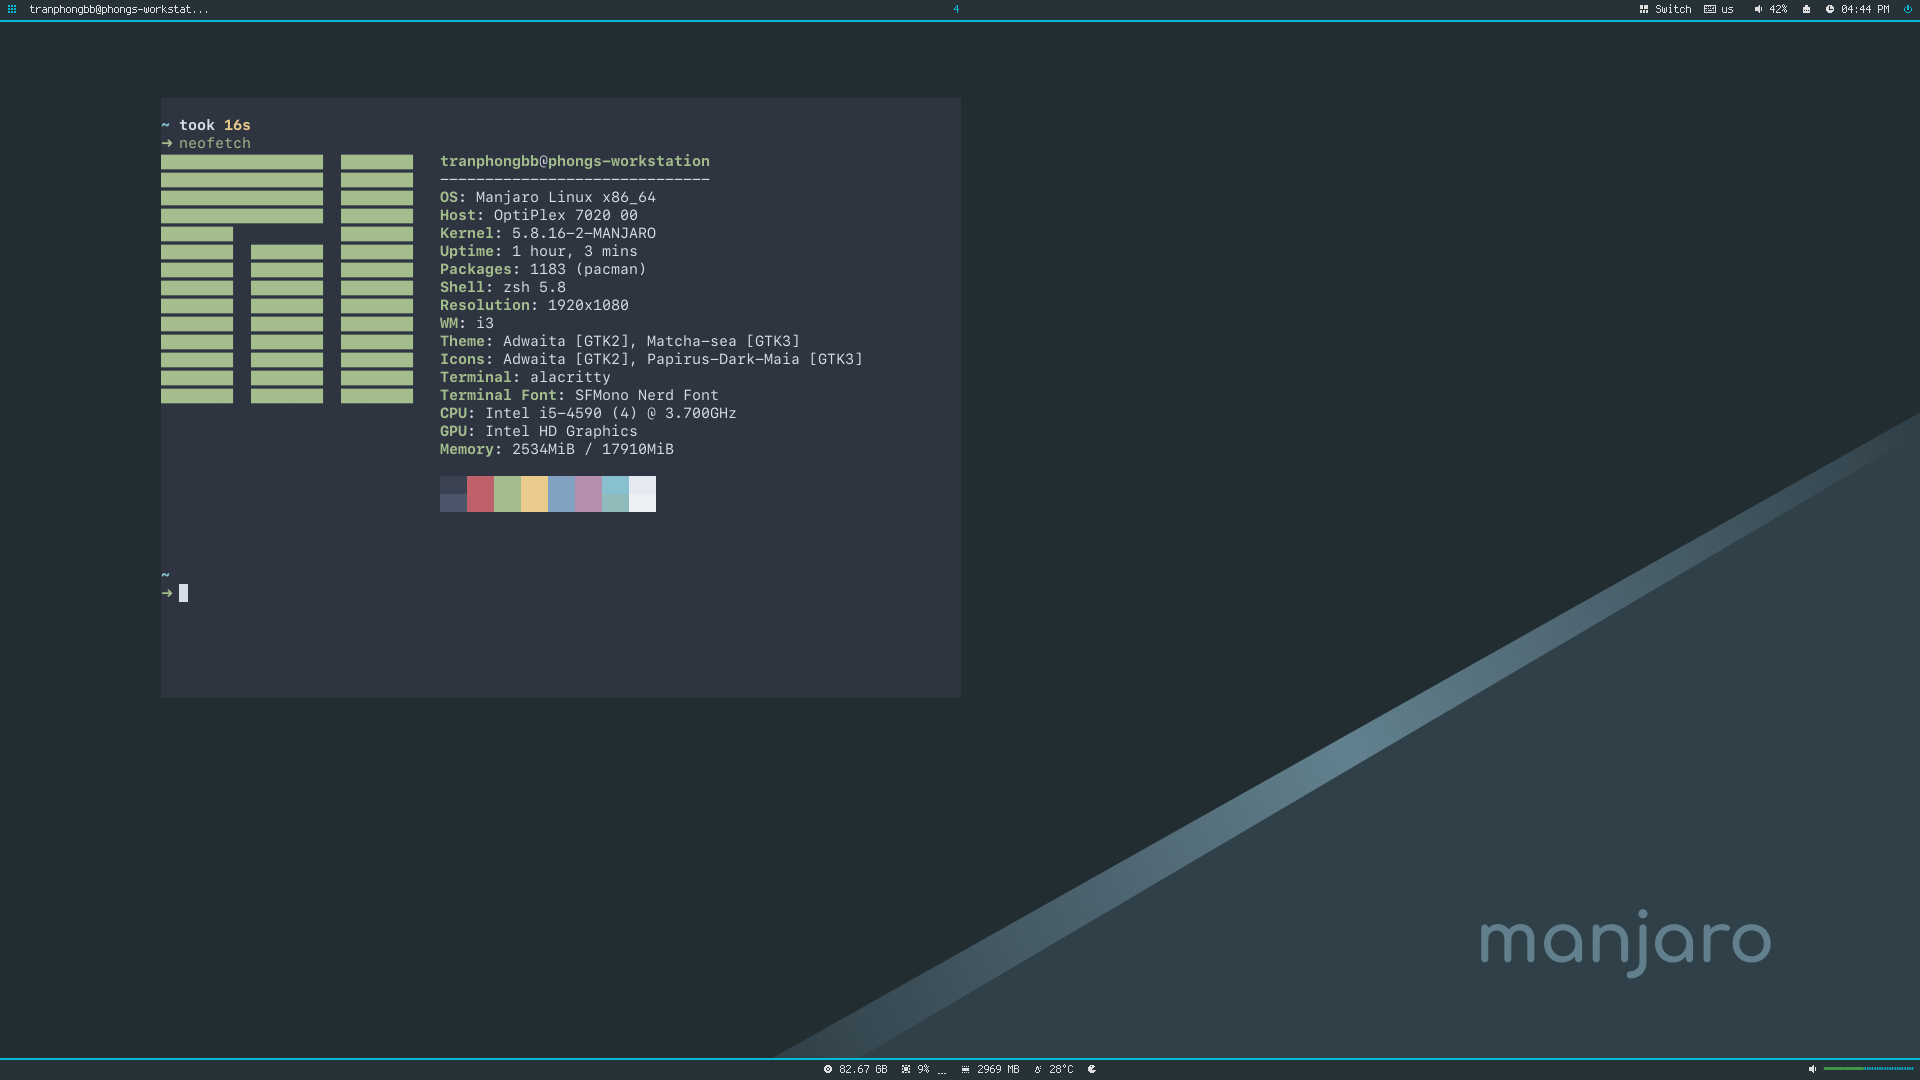 tranphongbb@phongs-workstat...
4
Switch
us
42%
04:44 PM
~ took 16s
→ neofetch
tranphongbb@phongs-workstation
------------------------------
OS: Manjaro Linux x86_64
Host: OptiPlex 7020 00
Kernel: 5.8.16-2-MANJARO
Uptime: 1 hour, 3 mins
Packages: 1183 (pacman)
Shell: zsh 5.8
Resolution: 1920x1080
WM: i3
Theme: Adwaita [GTK2], Matcha-sea [GTK3]
Icons: Adwaita [GTK2], Papirus-Dark-Maia [GTK3]
Terminal: alacritty
Terminal Font: SFMono Nerd Font
CPU: Intel i5-4590 (4) @ 3.700GHz
GPU: Intel HD Graphics
Memory: 2534MiB / 17910MiB
~
→
manjaro
82.67 GB
9%
2969 MB
28°C